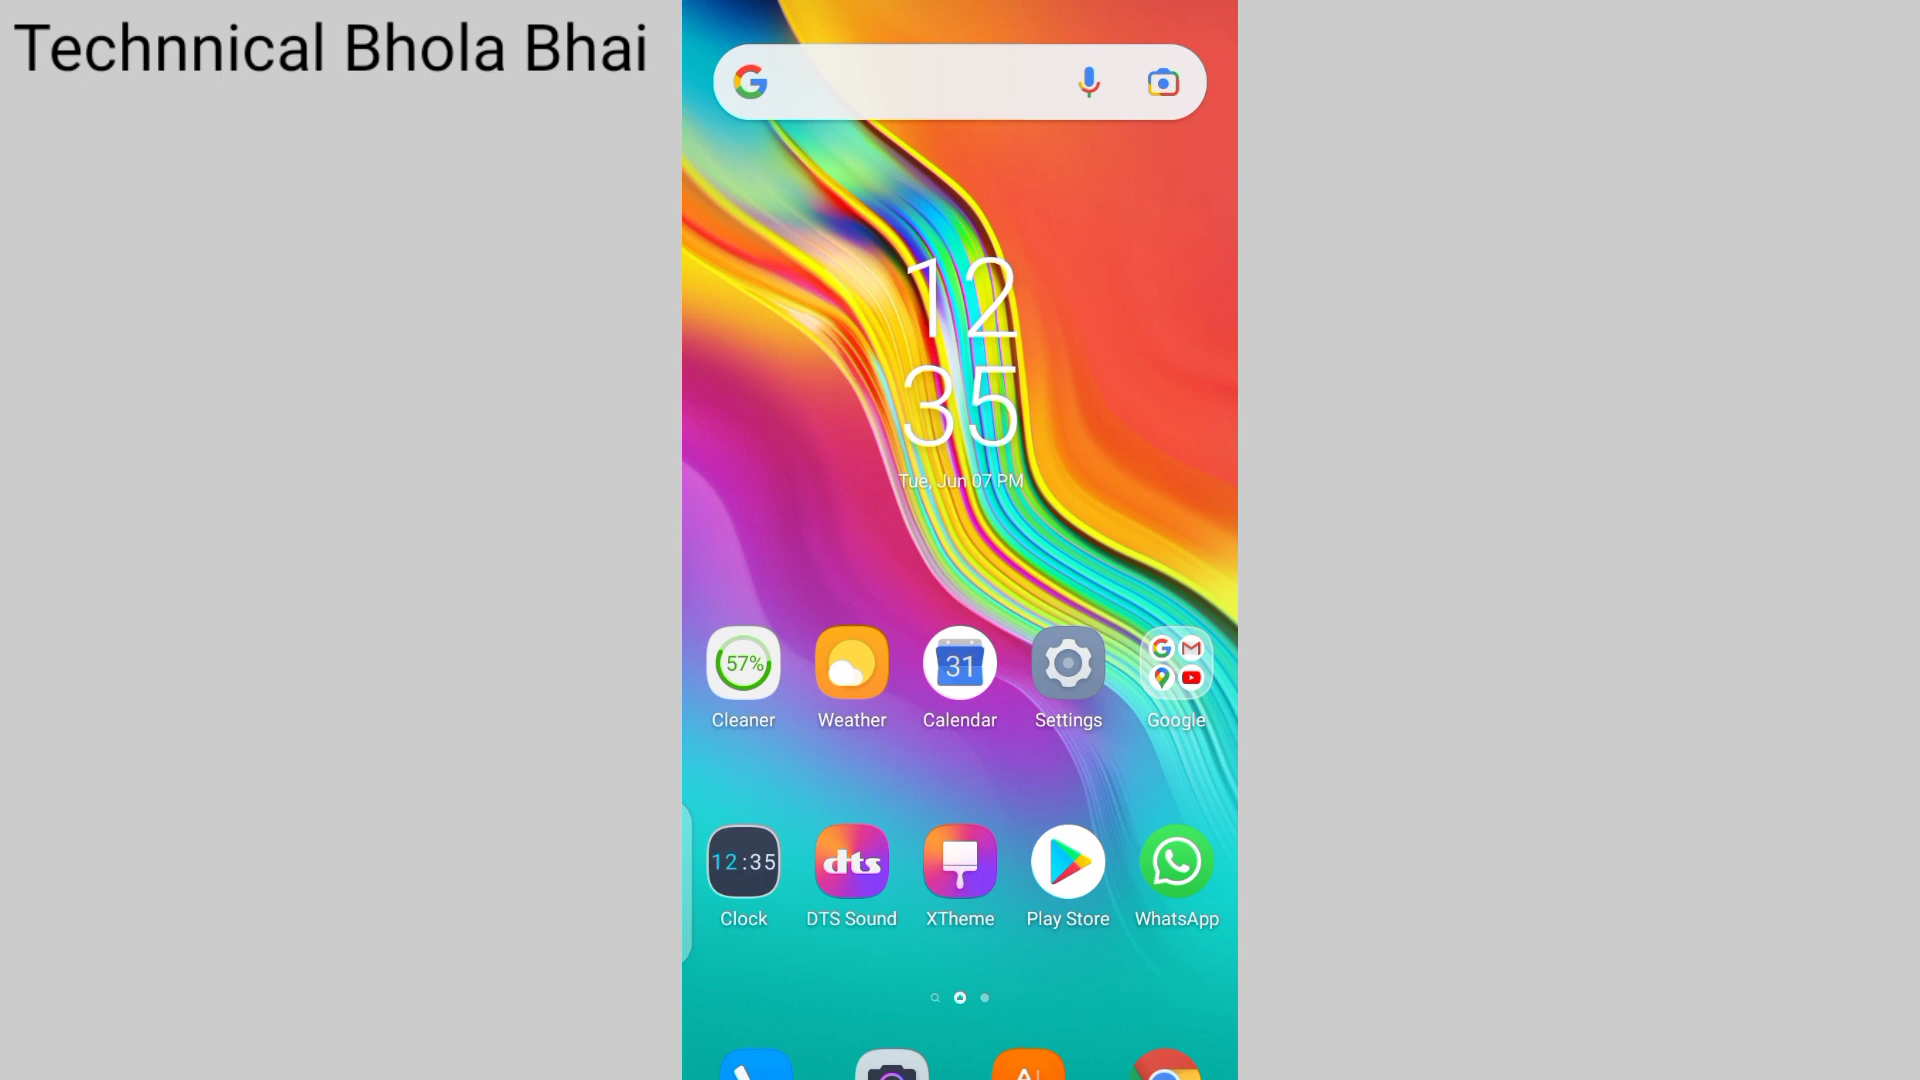 Technnical Bhola Bhai
12
35
Tue, Jun 07 PM
57%
31
Cleaner
Weather
Calendar
Settings
Google
12:35
dts
Clock
DTS Sound
XTheme
Play Store
WhatsApp